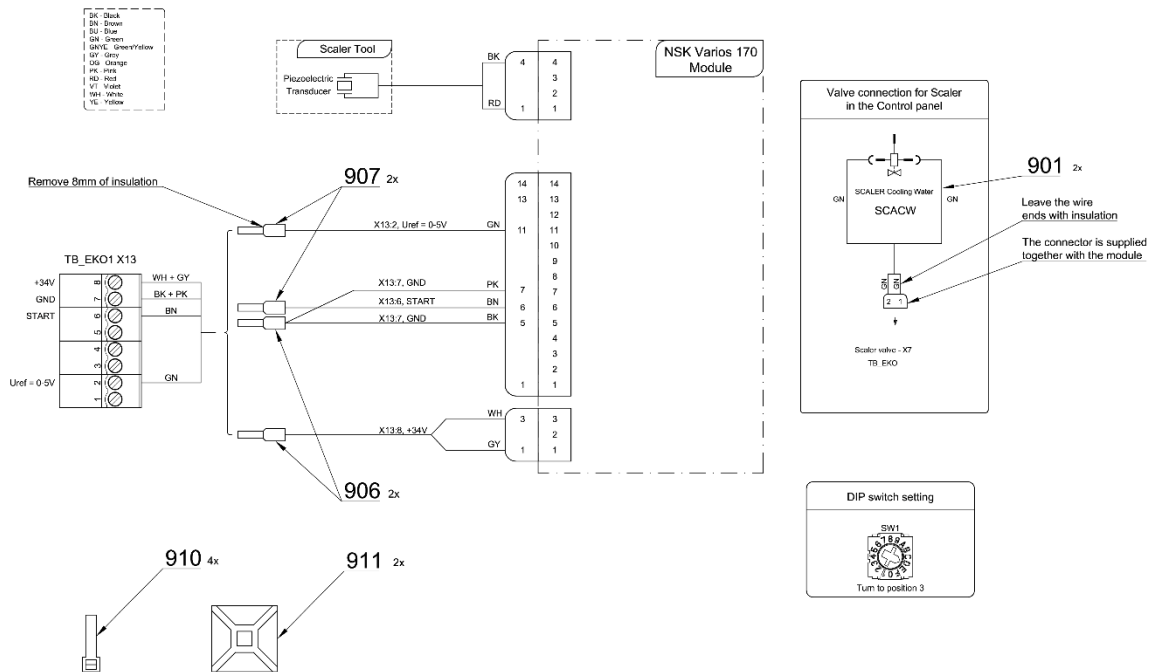 BK - Black
BN - Brown
BU - Blue
GN - Green
GNYE Green/Yellow
GY - Grey
OG - Orange
PK - Pink
RD - Red
VT - Violet
WH - White
YE - Yellow
Scaler Tool
Piezoelectric
Transducer
BK
RD
4 4
3
2
1 1
NSK Varios 170
Module
Remove 8mm of insulation
907 2x
TB_EKO1 X13
+34V 8 WH + GY
GND 7 BK + PK
START 6 BN
5
4
3
Uref = 0-5V 2 GN
1
X13:2, Uref = 0-5V GN
X13:7, GND PK
X13:6, START BN
X13:7, GND BK
14 14
13 13
12
11 11
10
9
8
7 7
6 6
5 5
4
3
2
1 1
X13:8, +34V
WH 3 3
2
GY 1 1
906 2x
910 4x
911 2x
Valve connection for Scaler
in the Control panel
SCALER Cooling Water
SCACW
GN
GN
GN
GN
2 1
Scaler valve - X7
TB_EKO
901 2x
Leave the wire
ends with insulation
The connector is supplied
together with the module
DIP switch setting
SW1
0123456789ABCDEF
Turn to position 3